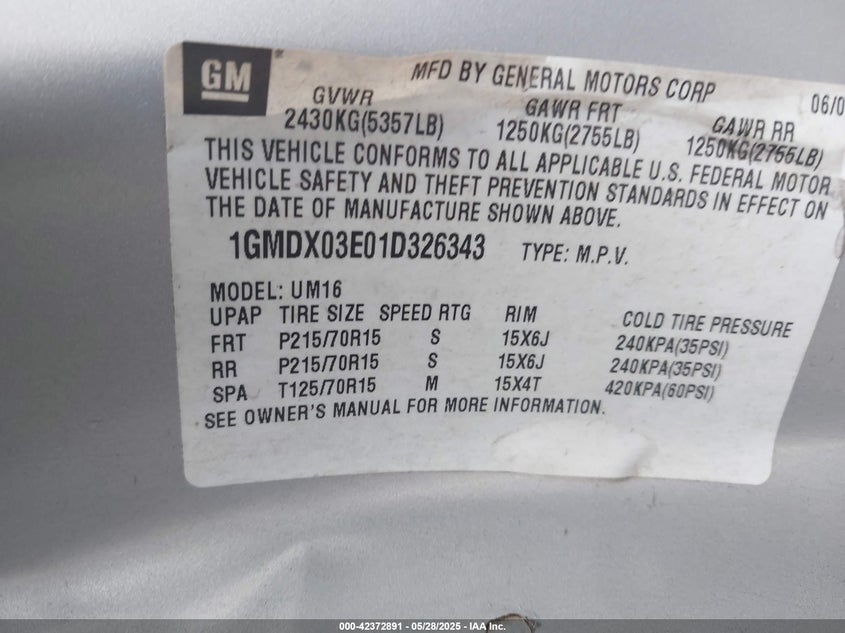 GM
MFD BY GENERAL MOTORS CORP 06/0
GVWR GAWR FRT GAWR RR
2430KG(5357LB) 1250KG(2755LB) 1250KG(2755LB)
THIS VEHICLE CONFORMS TO ALL APPLICABLE U.S. FEDERAL MOTOR
VEHICLE SAFETY AND THEFT PREVENTION STANDARDS IN EFFECT ON
THE DATE OF MANUFACTURE SHOWN ABOVE.
1GMDX03E01D326343 TYPE: M.P.V.
MODEL: UM16
UPAP TIRE SIZE SPEED RTG RIM COLD TIRE PRESSURE
FRT P215/70R15 S 15X6J 240KPA(35PSI)
RR P215/70R15 S 15X6J 240KPA(35PSI)
SPA T125/70R15 M 15X4T 420KPA(60PSI)
SEE OWNER'S MANUAL FOR MORE INFORMATION.
000-42372891 - 05/28/2025 - IAA Inc.